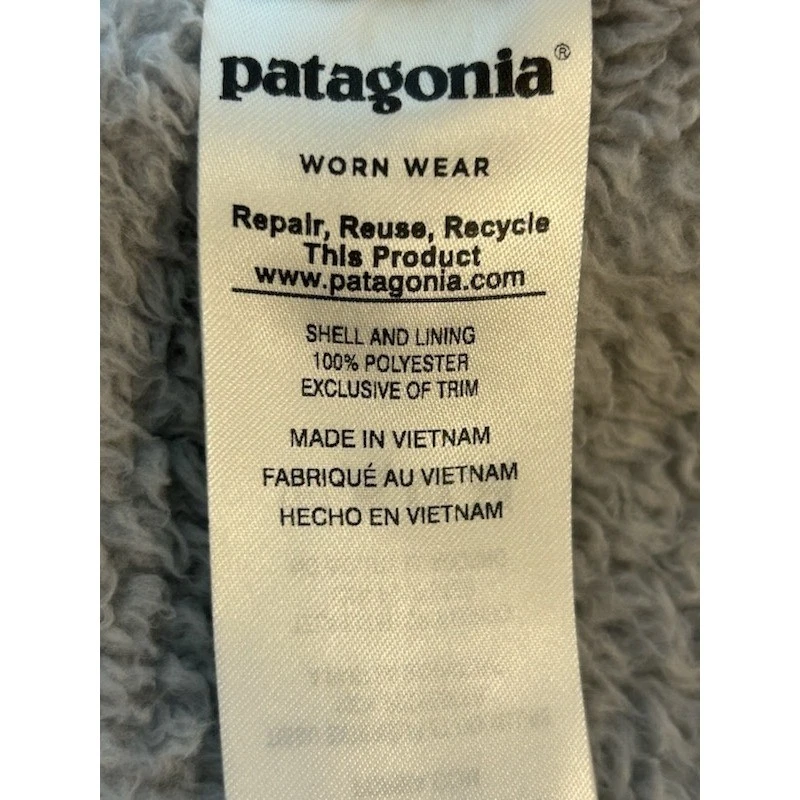 patagonia®
WORN WEAR
Repair, Reuse, Recycle
This Product
www.patagonia.com
SHELL AND LINING
100% POLYESTER
EXCLUSIVE OF TRIM
MADE IN VIETNAM
FABRIQUÉ AU VIETNAM
HECHO EN VIETNAM